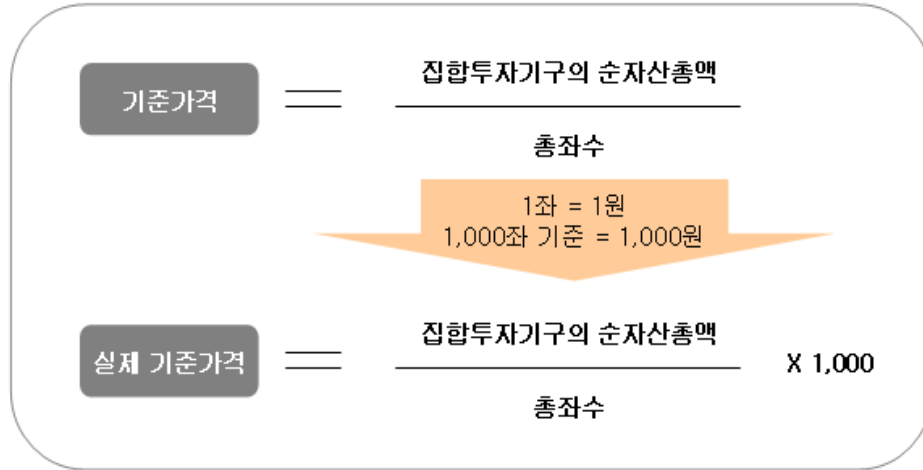 집합투자기구의 순자산총액
기준가격
총좌수
1좌 = 1원
1,000좌 기준 = 1,000원
집합투자기구의 순자산총액
실제 기준가격
X 1,000
총좌수